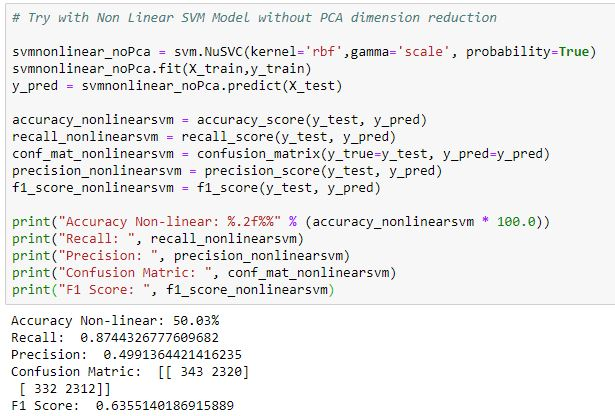 # Try with Non Linear SVM Model without PCA dimension reduction
svmnonlinear_noPca = svm.NuSVC(kernel='rbf',gamma='scale', probability=True)
svmnonlinear_noPca.fit(X_train,y_train)
y_pred = svmnonlinear_noPca.predict(X_test)
accuracy_nonlinearsvm = accuracy_score(y_test, y_pred)
recall_nonlinearsvm = recall_score(y_test, y_pred)
conf_mat_nonlinearsvm = confusion_matrix(y_true=y_test, y_pred=y_pred)
precision_nonlinearsvm = precision_score(y_test, y_pred)
f1_score_nonlinearsvm = f1_score(y_test, y_pred)
print("Accuracy Non-linear: %.2f%%" % (accuracy_nonlinearsvm * 100.0))
print("Recall: ", recall_nonlinearsvm)
print("Precision: ", precision_nonlinearsvm)
print("Confusion Matric: ", conf_mat_nonlinearsvm)
print("F1 Score: ", f1_score_nonlinearsvm)
Accuracy Non-linear: 50.03%
Recall:  0.8744326777609682
Precision:  0.4991364421416235
Confusion Matric:  [[ 343 2320]
 [ 332 2312]]
F1 Score:  0.6355140186915889